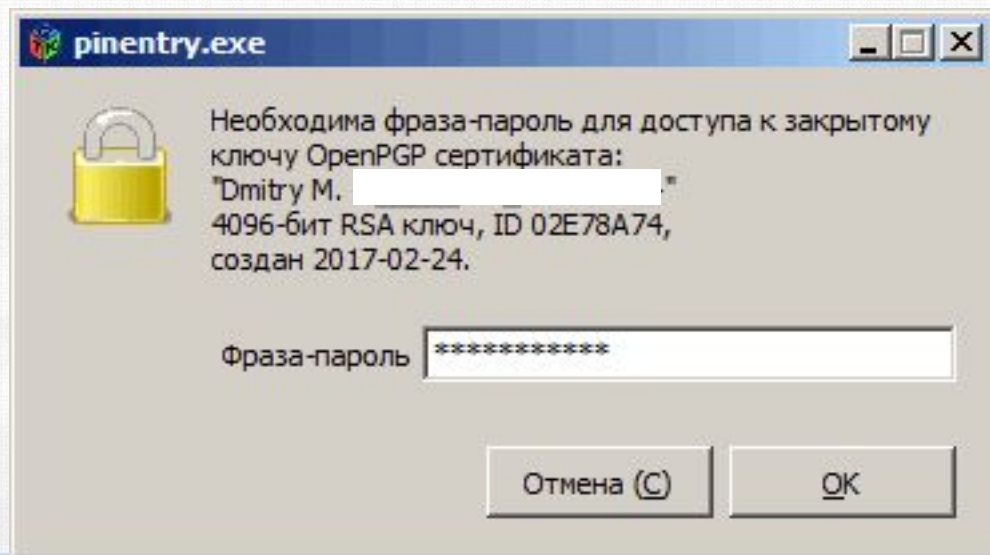 pinentry.exe
Необходима фраза-пароль для доступа к закрытому
ключу OpenPGP сертификата:
"Dmitry M. "
4096-бит RSA ключ, ID 02E78A74,
создан 2017-02-24.
Фраза-пароль ***********
Отмена (C) OK